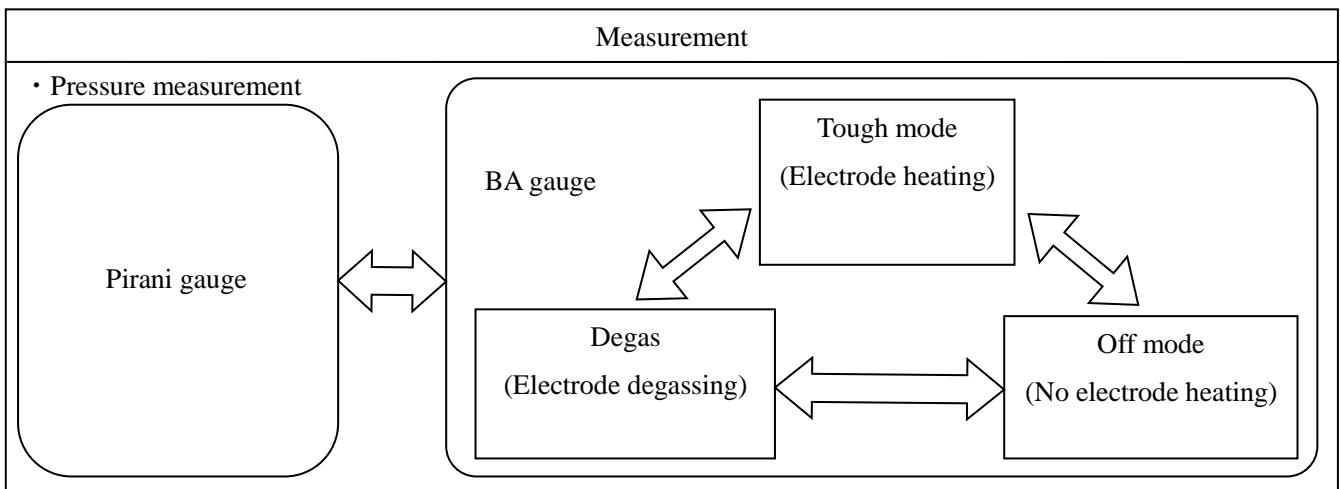 Measurement
・Pressure measurement
Pirani gauge
BA gauge
Tough mode
(Electrode heating)
Degas
(Electrode degassing)
Off mode
(No electrode heating)